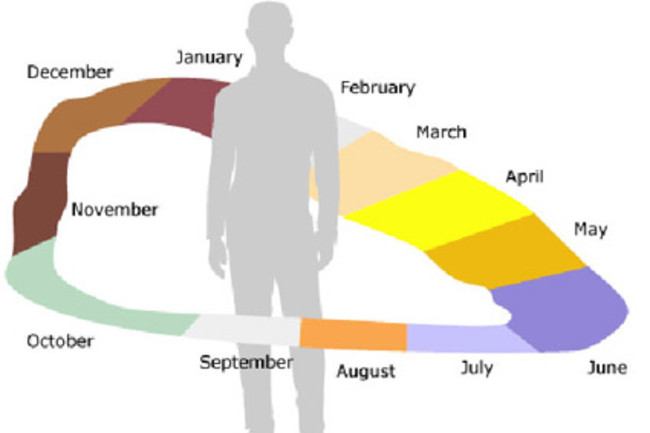 January
February
March
April
May
June
July
August
September
October
November
December